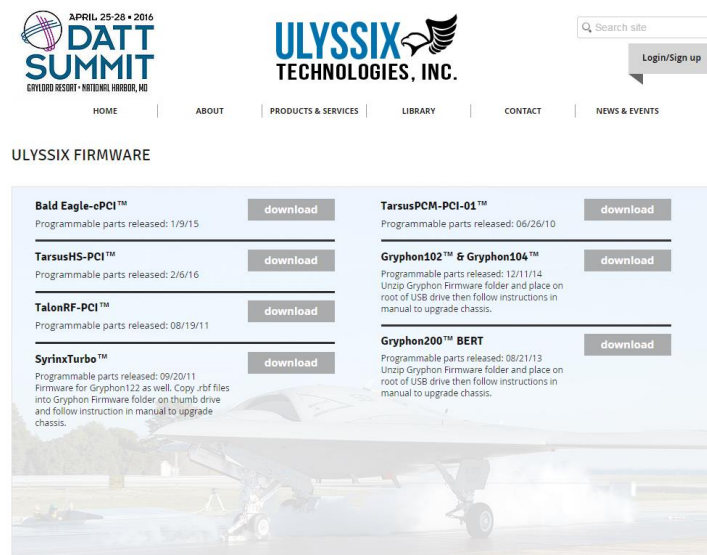 APRIL 25-28 • 2016
DATT
SUMMIT
GAYLORD RESORT • NATIONAL HARBOR, MD
ULYSSIX
TECHNOLOGIES, INC.
Search site
Login/Sign up
HOME
ABOUT
PRODUCTS & SERVICES
LIBRARY
CONTACT
NEWS & EVENTS
ULYSSIX FIRMWARE
Bald Eagle-cPCI™
download
Programmable parts released: 1/9/15
TarsusHS-PCI™
download
Programmable parts released: 2/6/16
TalonRF-PCI™
download
Programmable parts released: 08/19/11
SyrinxTurbo™
download
Programmable parts released: 09/20/11
Firmware for Gryphon122 as well. Copy .rbf files
into Gryphon Firmware folder on thumb drive
and follow instruction in manual to upgrade
chassis.
TarsusPCM-PCI-01™
download
Programmable parts released: 06/26/10
Gryphon102™ & Gryphon104™
download
Programmable parts released: 12/11/14
Unzip Gryphon Firmware folder and place on
root of USB drive then follow instructions in
manual to upgrade chassis.
Gryphon200™ BERT
download
Programmable parts released: 08/21/13
Unzip Gryphon Firmware folder and place on
root of USB drive then follow instructions in
manual to upgrade chassis.